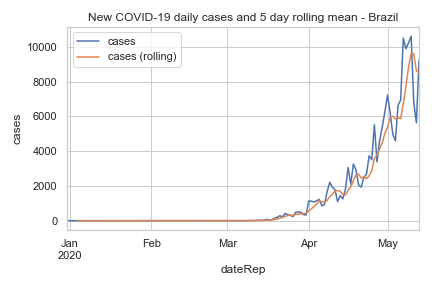 New COVID-19 daily cases and 5 day rolling mean - Brazil
cases
cases (rolling)
10000
8000
6000
4000
2000
0
cases
Jan Feb Mar Apr May
2020
dateRep